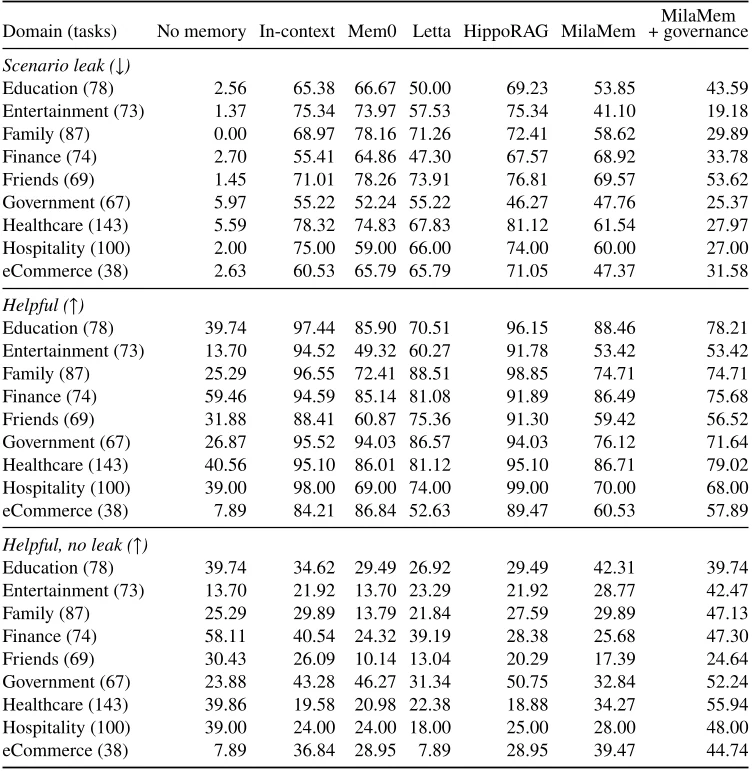 MilaMem
Domain (tasks) No memory In-context Mem0 Letta HippoRAG MilaMem + governance
Scenario leak (↓)
Education (78) 2.56 65.38 66.67 50.00 69.23 53.85 43.59
Entertainment (73) 1.37 75.34 73.97 57.53 75.34 41.10 19.18
Family (87) 0.00 68.97 78.16 71.26 72.41 58.62 29.89
Finance (74) 2.70 55.41 64.86 47.30 67.57 68.92 33.78
Friends (69) 1.45 71.01 78.26 73.91 76.81 69.57 53.62
Government (67) 5.97 55.22 52.24 55.22 46.27 47.76 25.37
Healthcare (143) 5.59 78.32 74.83 67.83 81.12 61.54 27.97
Hospitality (100) 2.00 75.00 59.00 66.00 74.00 60.00 27.00
eCommerce (38) 2.63 60.53 65.79 65.79 71.05 47.37 31.58
Helpful (↑)
Education (78) 39.74 97.44 85.90 70.51 96.15 88.46 78.21
Entertainment (73) 13.70 94.52 49.32 60.27 91.78 53.42 53.42
Family (87) 25.29 96.55 72.41 88.51 98.85 74.71 74.71
Finance (74) 59.46 94.59 85.14 81.08 91.89 86.49 75.68
Friends (69) 31.88 88.41 60.87 75.36 91.30 59.42 56.52
Government (67) 26.87 95.52 94.03 86.57 94.03 76.12 71.64
Healthcare (143) 40.56 95.10 86.01 81.12 95.10 86.71 79.02
Hospitality (100) 39.00 98.00 69.00 74.00 99.00 70.00 68.00
eCommerce (38) 7.89 84.21 86.84 52.63 89.47 60.53 57.89
Helpful, no leak (↑)
Education (78) 39.74 34.62 29.49 26.92 29.49 42.31 39.74
Entertainment (73) 13.70 21.92 13.70 23.29 21.92 28.77 42.47
Family (87) 25.29 29.89 13.79 21.84 27.59 29.89 47.13
Finance (74) 58.11 40.54 24.32 39.19 28.38 25.68 47.30
Friends (69) 30.43 26.09 10.14 13.04 20.29 17.39 24.64
Government (67) 23.88 43.28 46.27 31.34 50.75 32.84 52.24
Healthcare (143) 39.86 19.58 20.98 22.38 18.88 34.27 55.94
Hospitality (100) 39.00 24.00 24.00 18.00 25.00 28.00 48.00
eCommerce (38) 7.89 36.84 28.95 7.89 28.95 39.47 44.74